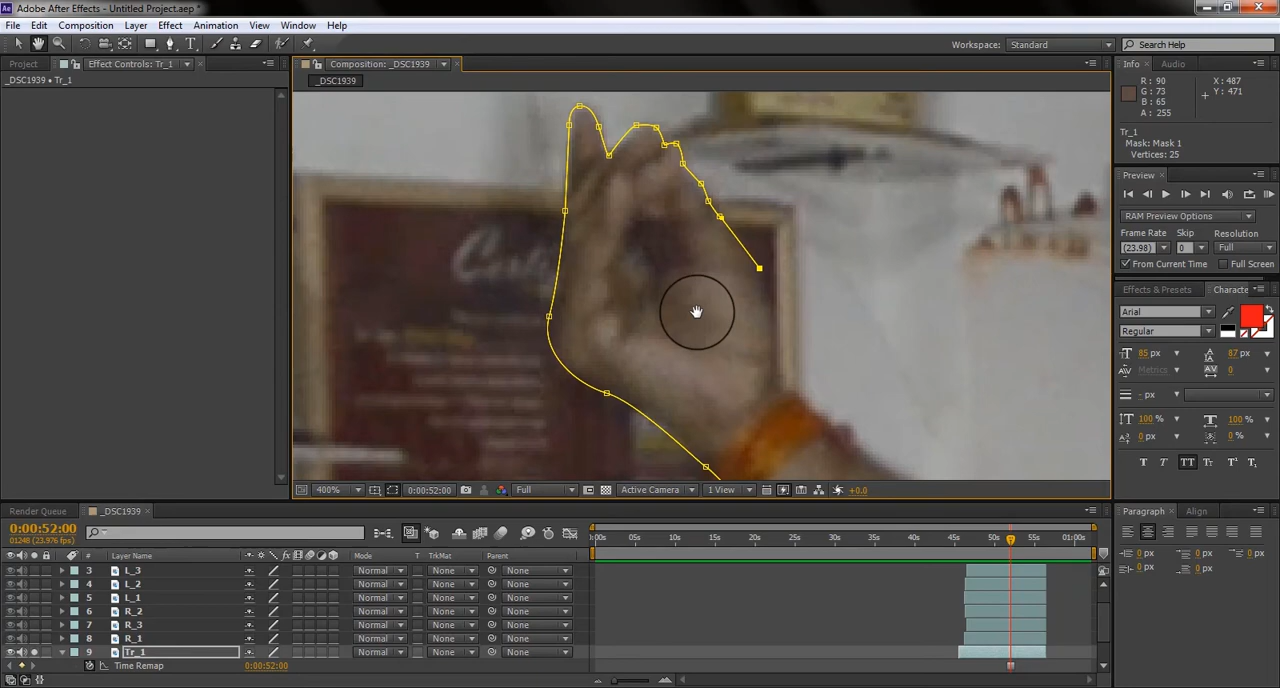 Adobe After Effects - Untitled Project.aep *
File Edit Composition Layer Effect Animation View Window Help
Workspace: Standard Search Help
Project Effect Controls: Tr_1 Composition: _DSC1939 Info Audio
_DSC1939 • Tr_1 _DSC1939
R : 90 X : 487
G : 73 Y : 471
B : 65
A : 255
Tr_1
Mask: Mask 1
Vertices: 25
Preview
RAM Preview Options
Frame Rate Skip Resolution
(23.98) 0 Full
From Current Time Full Screen
Effects & Presets Characte
Arial
Regular
85 px 87 px
Metrics 0
- px
100 % 100 %
0 px 0 %
T T TT Tt T¹ T₁
400% 0:00:52:00 Full Active Camera 1 View +0.0
Render Queue _DSC1939 Paragraph Align
0:00:52:00
01248 (23.976 fps)
0 px 0 px 0 px
0 px 0 px
:00s 05s 10s 15s 20s 25s 30s 35s 40s 45s 50s 55s 01:00s
# Layer Name Mode T TrkMat Parent
3 L_3 Normal None None
4 L_2 Normal None None
5 L_1 Normal None None
6 R_2 Normal None None
7 R_3 Normal None None
8 R_1 Normal None None
9 Tr_1 Normal None None
Time Remap 0:00:52:00